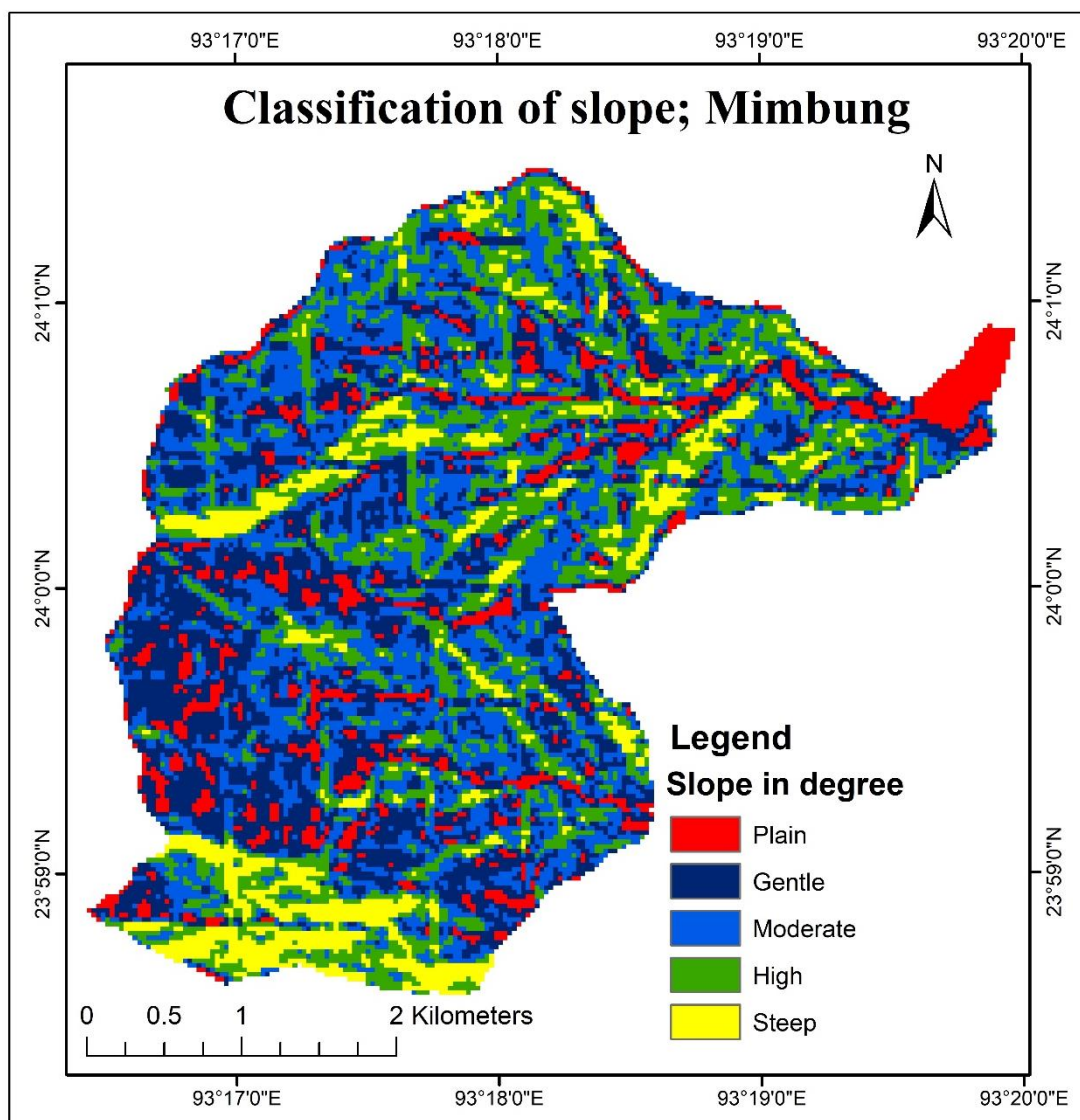 93°17'0"E 93°18'0"E 93°19'0"E 93°20'0"E
Classification of slope; Mimbung
N
24°1'0"N 24°1'0"N
24°0'0"N 24°0'0"N
23°59'0"N 23°59'0"N
Legend
Slope in degree
Plain
Gentle
Moderate
High
Steep
0 0.5 1 2 Kilometers
93°17'0"E 93°18'0"E 93°19'0"E 93°20'0"E